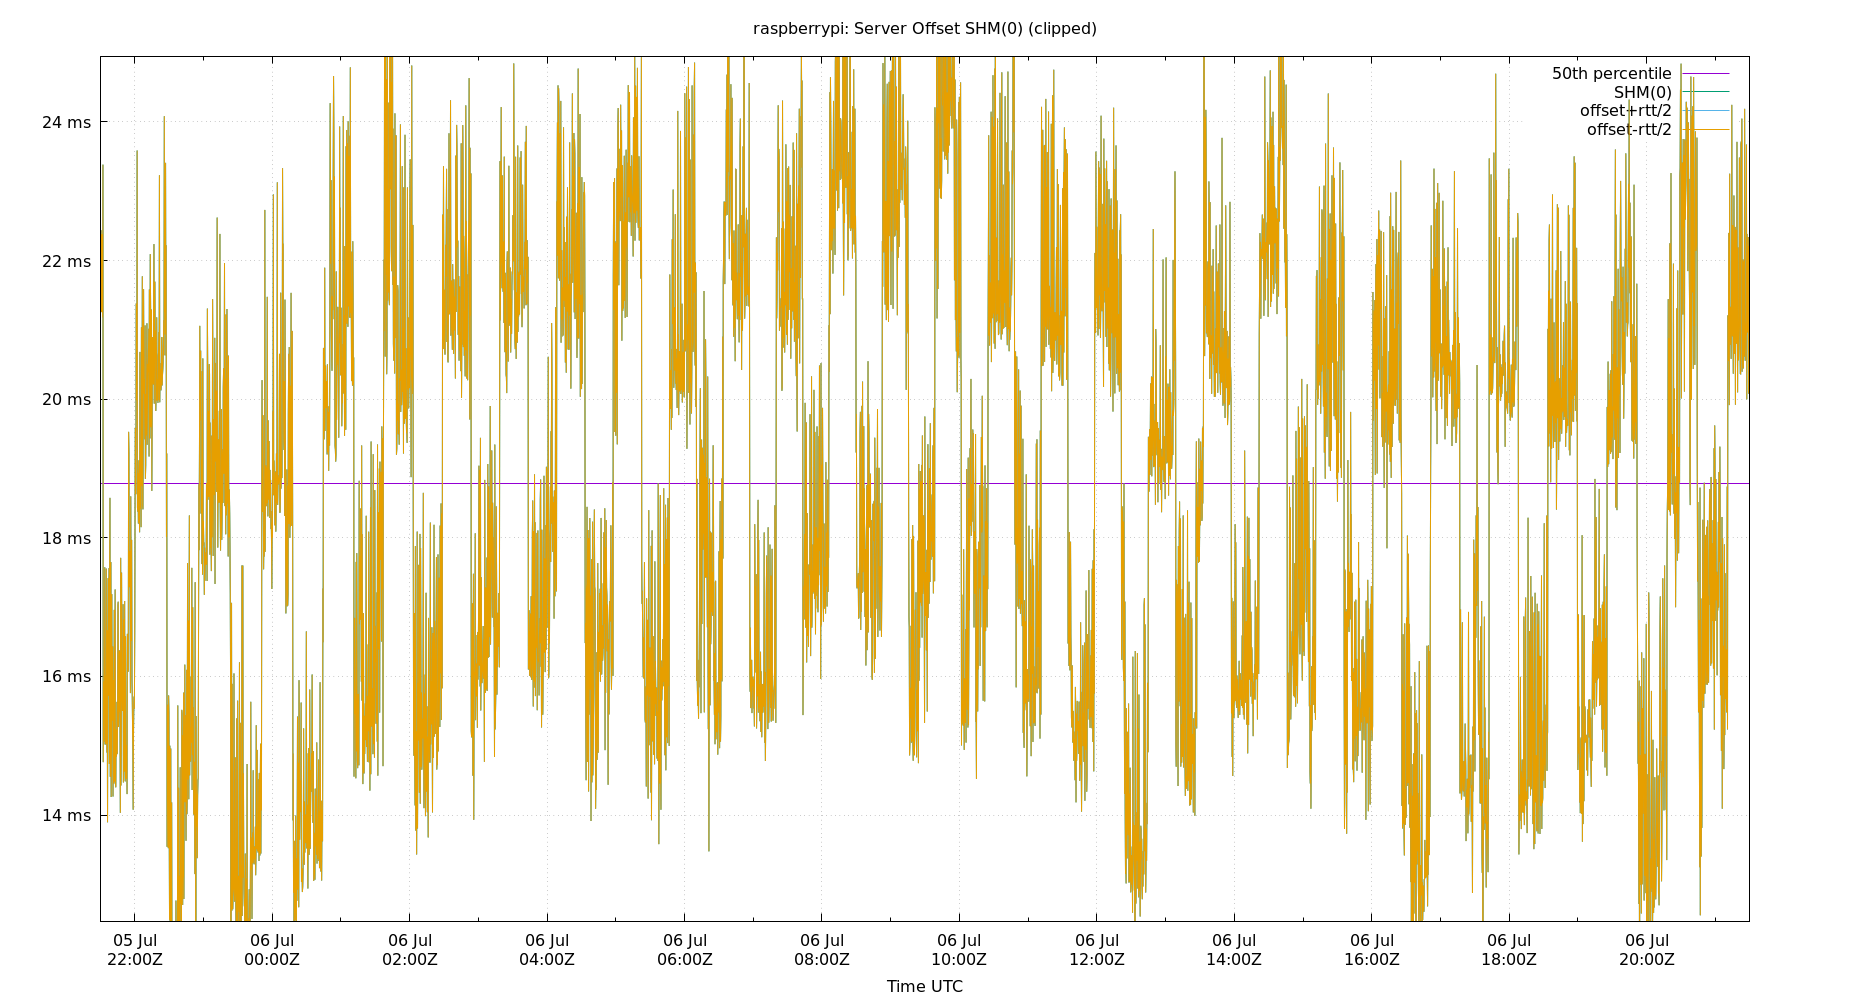 raspberrypi: Server Offset SHM(0) (clipped)
50th percentile
SHM(0)
offset+rtt/2
offset-rtt/2
24 ms
22 ms
20 ms
18 ms
16 ms
14 ms
05 Jul 06 Jul 06 Jul 06 Jul 06 Jul 06 Jul 06 Jul 06 Jul 06 Jul 06 Jul 06 Jul 06 Jul
22:00Z 00:00Z 02:00Z 04:00Z 06:00Z 08:00Z 10:00Z 12:00Z 14:00Z 16:00Z 18:00Z 20:00Z
Time UTC